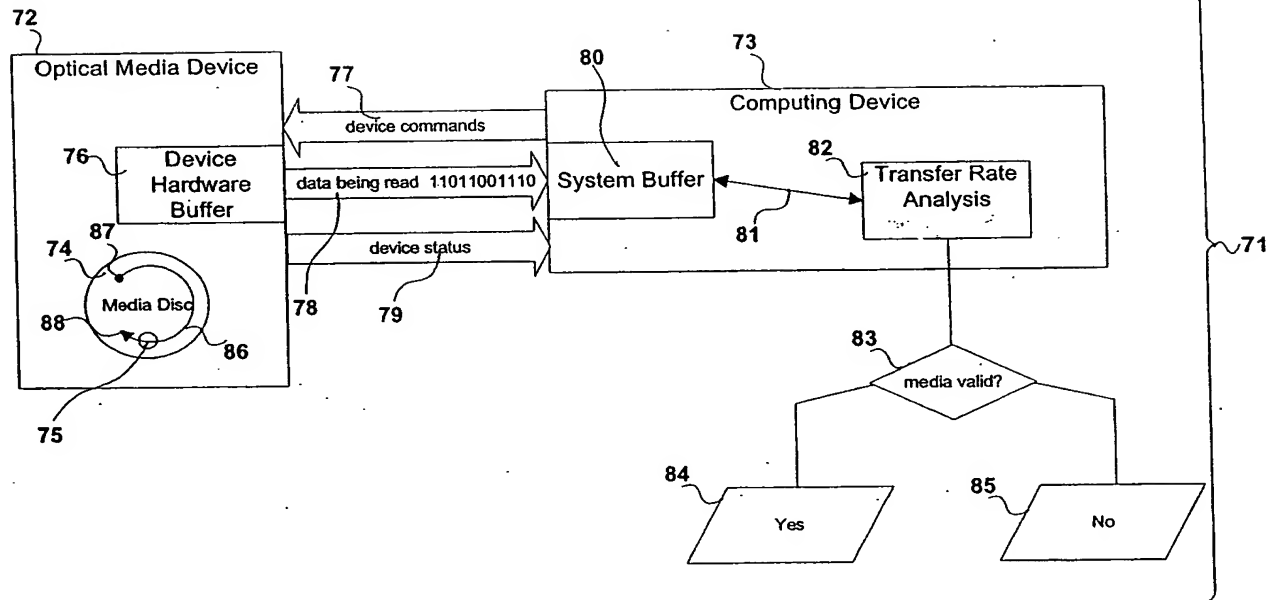 72
Optical Media Device
77
device commands
80
73
Computing Device
76
Device
Hardware
Buffer
data being read 11011001110
System Buffer
82
Transfer Rate
Analysis
81
71
87
74
device status
78
79
Media Disc
88
86
75
83
media valid?
84
Yes
85
No